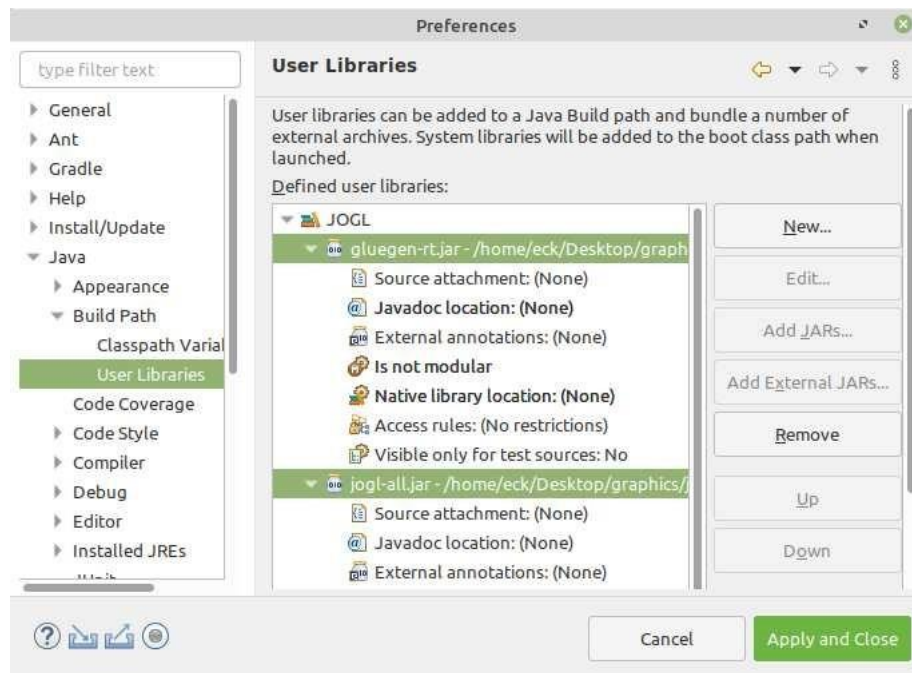 Preferences
type filter text
General
Ant
Gradle
Help
Install/Update
Java
Appearance
Build Path
Classpath Varia
User Libraries
Code Coverage
Code Style
Compiler
Debug
Editor
Installed JREs
User Libraries
User libraries can be added to a Java Build path and bundle a number of
external archives. System libraries will be added to the boot class path when
launched.
Defined user libraries:
JOGL
gluegen-rt.jar - /home/eck/Desktop/graph
Source attachment: (None)
Javadoc location: (None)
External annotations: (None)
Is not modular
Native library location: (None)
Access rules: (No restrictions)
Visible only for test sources: No
jogl-all.jar - /home/eck/Desktop/graphics/j
Source attachment: (None)
Javadoc location: (None)
External annotations: (None)
New...
Edit...
Add JARs...
Add External JARs...
Remove
Up
Down
Cancel
Apply and Close